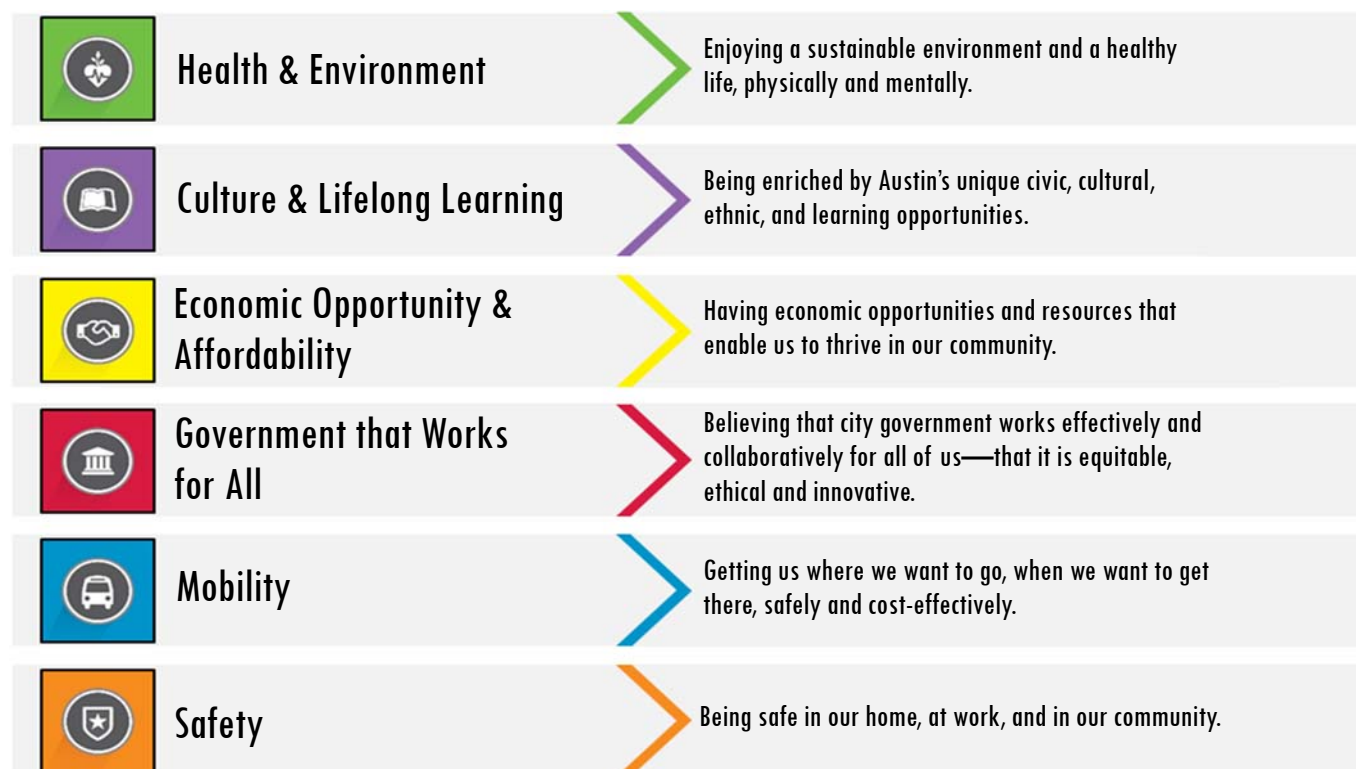 Health & Environment
Enjoying a sustainable environment and a healthy
life, physically and mentally.
Culture & Lifelong Learning
Being enriched by Austin's unique civic, cultural,
ethnic, and learning opportunities.
Economic Opportunity &
Affordability
Having economic opportunities and resources that
enable us to thrive in our community.
Government that Works
for All
Believing that city government works effectively and
collaboratively for all of us—that it is equitable,
ethical and innovative.
Mobility
Getting us where we want to go, when we want to get
there, safely and cost-effectively.
Safety
Being safe in our home, at work, and in our community.